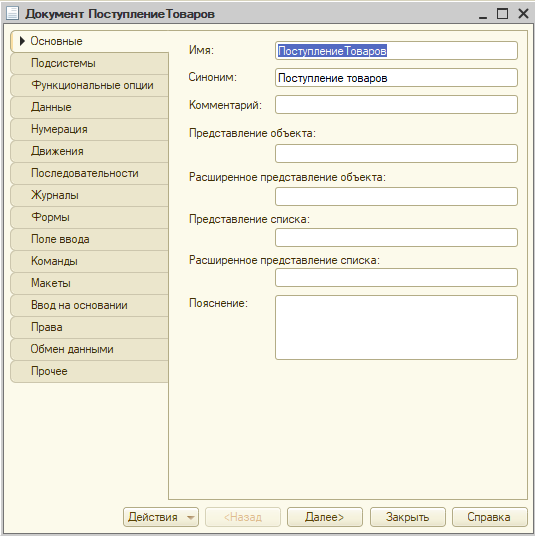 Документ ПоступлениеТоваров
Основные
Подсистемы
Функциональные опции
Данные
Нумерация
Движения
Последовательности
Журналы
Формы
Поле ввода
Команды
Макеты
Ввод на основании
Права
Обмен данными
Прочее
Имя: ПоступлениеТоваров
Синоним: Поступление товаров
Комментарий:
Представление объекта:
Расширенное представление объекта:
Представление списка:
Расширенное представление списка:
Пояснение:
Действия <Назад Далее> Закрыть Справка